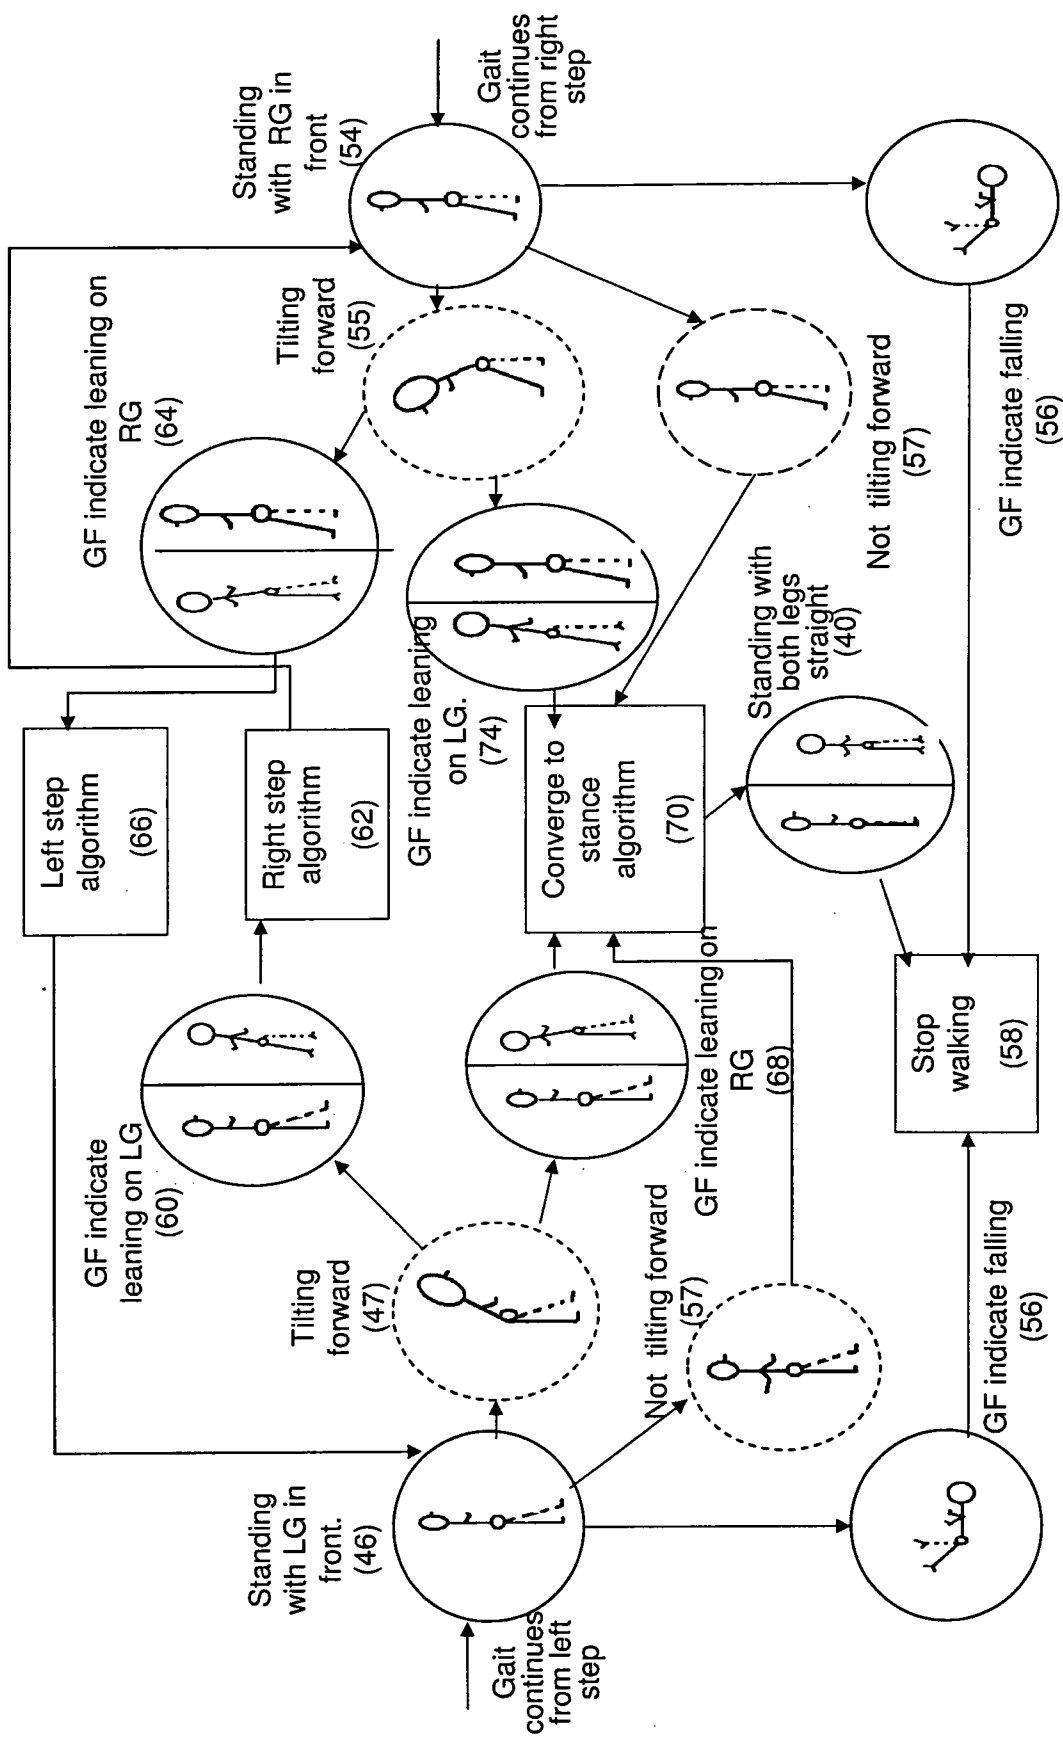 Gait
continues
from left
step
Standing
with LG in
front.
(46)
Tilting
forward
(47)
GF indicate
leaning on LG
(60)
Not tilting forward
(57)
GF indicate leaning on
RG
(68)
GF indicate falling
(56)
Left step
algorithm
(66)
Right step
algorithm
(62)
Converge to
stance
algorithm
(70)
Stop
walking
(58)
GF indicate leaning
on LG.
(74)
Standing with
both legs
straight
(40)
GF indicate leaning on
RG
(64)
Tilting
forward
(55)
Not tilting forward
(57)
GF indicate falling
(56)
Standing
with RG in
front
(54)
Gait
continues
from right
step